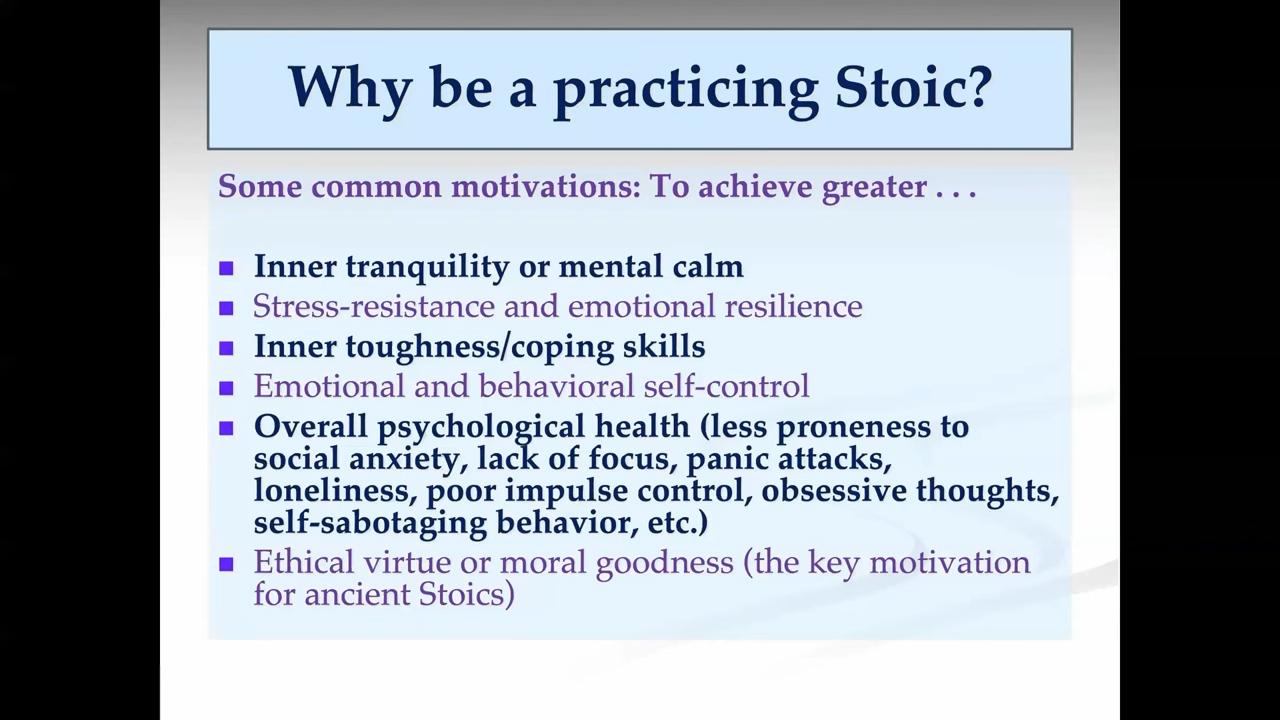 Why be a practicing Stoic?
Some common motivations: To achieve greater . . .
Inner tranquility or mental calm
Stress-resistance and emotional resilience
Inner toughness/coping skills
Emotional and behavioral self-control
Overall psychological health (less proneness to
social anxiety, lack of focus, panic attacks,
loneliness, poor impulse control, obsessive thoughts,
self-sabotaging behavior, etc.)
Ethical virtue or moral goodness (the key motivation
for ancient Stoics)